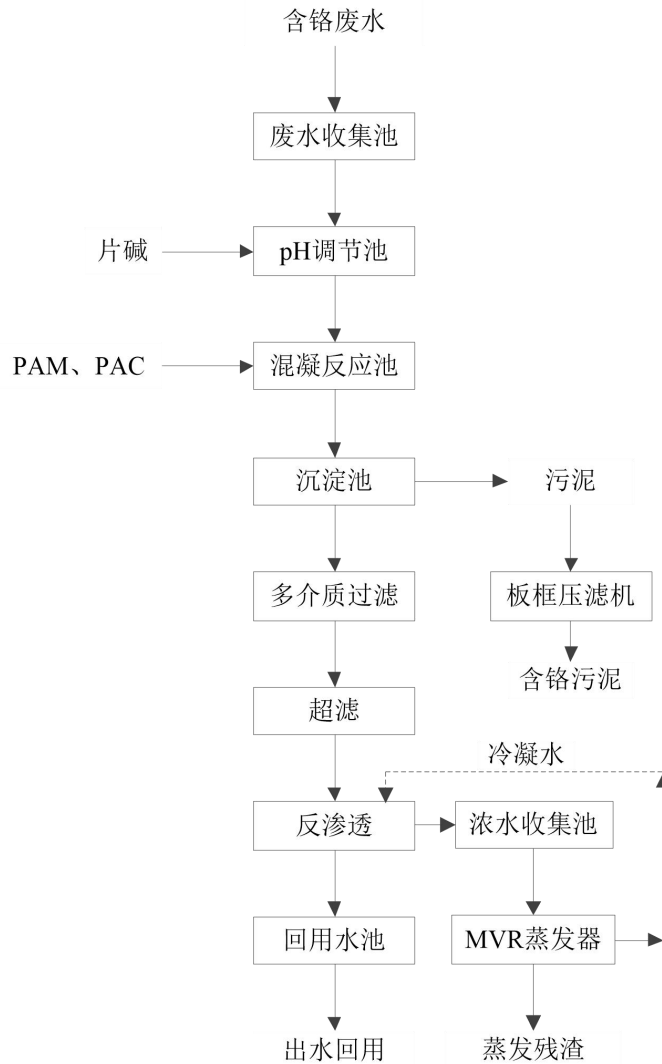 含铬废水
废水收集池
片碱
pH调节池
PAM、PAC
混凝反应池
沉淀池
污泥
多介质过滤
板框压滤机
含铬污泥
超滤
冷凝水
反渗透
浓水收集池
回用水池
MVR蒸发器
出水回用
蒸发残渣